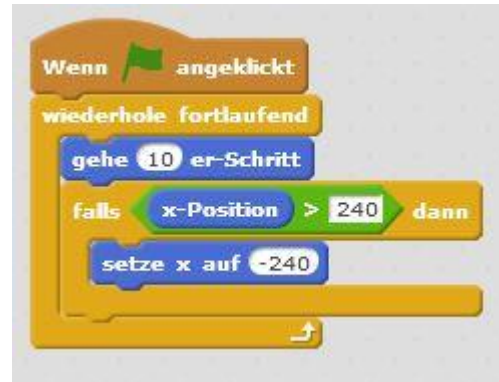 Wenn angeklickt
wiederhole fortlaufend
gehe 10 er-Schritt
falls x-Position > 240 dann
setze x auf -240